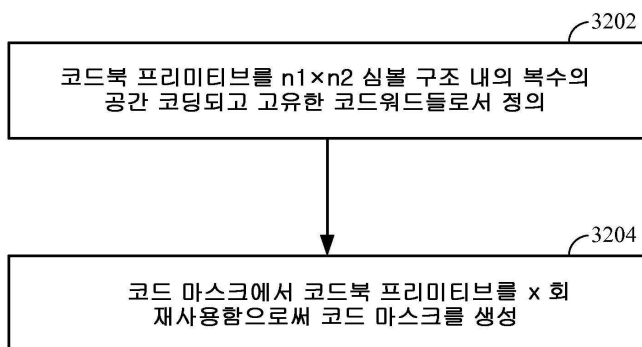 3202
코드북 프리미티브를 n1×n2 심볼 구조 내의 복수의
공간 코딩되고 고유한 코드워드들로서 정의
3204
코드 마스크에서 코드북 프리미티브를 x 회
재사용함으로써 코드 마스크를 생성